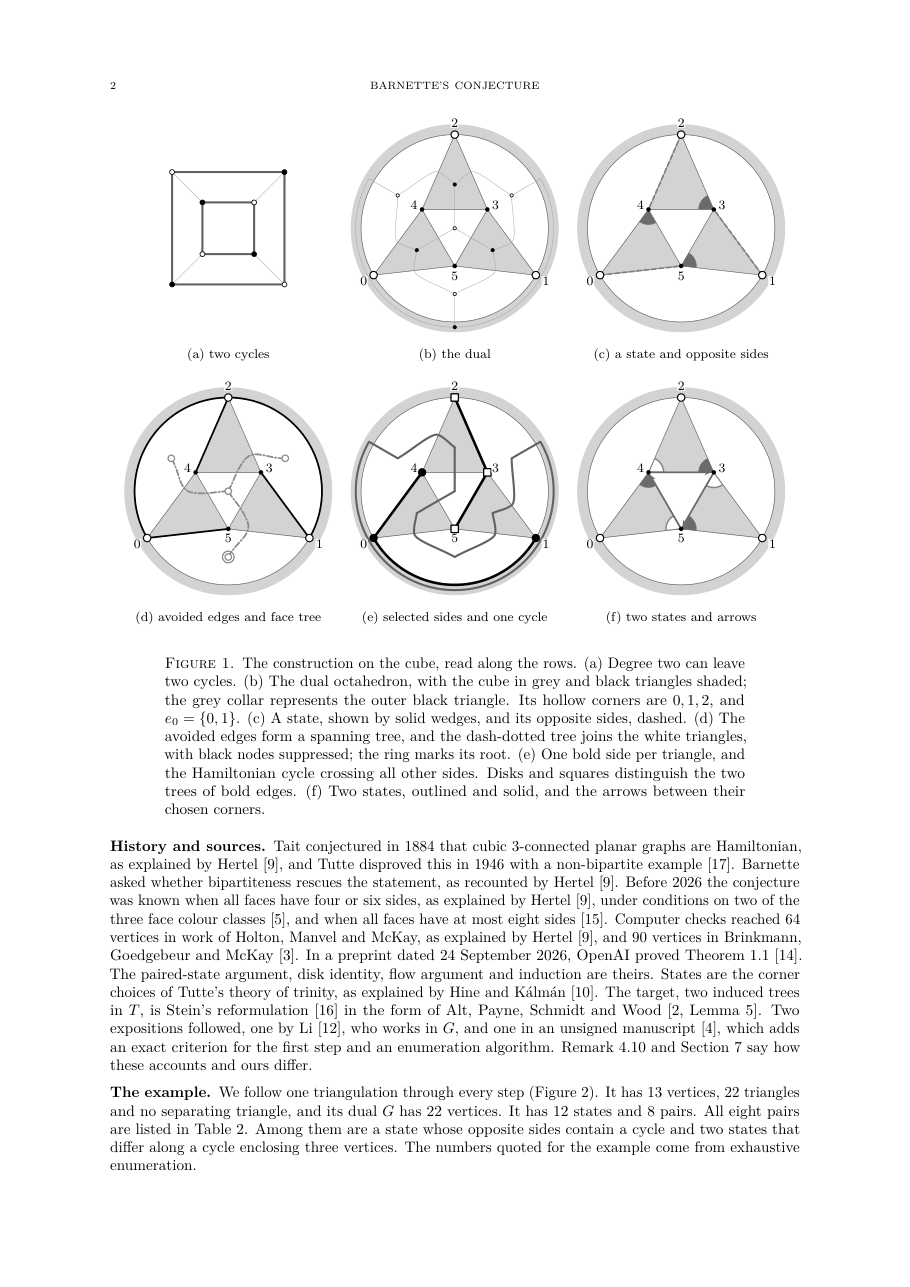 2
BARNETTE'S CONJECTURE
2
4
3
0
5
1
2
4
3
0
5
1
(a) two cycles
(b) the dual
(c) a state and opposite sides
2
4
3
0
5
1
2
4
3
0
5
1
2
4
3
0
5
1
(d) avoided edges and face tree
(e) selected sides and one cycle
(f) two states and arrows
FIGURE 1. The construction on the cube, read along the rows. (a) Degree two can leave
two cycles. (b) The dual octahedron, with the cube in grey and black triangles shaded;
the grey collar represents the outer black triangle. Its hollow corners are 0, 1, 2, and
e₀ = {0, 1}. (c) A state, shown by solid wedges, and its opposite sides, dashed. (d) The
avoided edges form a spanning tree, and the dash-dotted tree joins the white triangles,
with black nodes suppressed; the ring marks its root. (e) One bold side per triangle, and
the Hamiltonian cycle crossing all other sides. Disks and squares distinguish the two
trees of bold edges. (f) Two states, outlined and solid, and the arrows between their
chosen corners.
History and sources. Tait conjectured in 1884 that cubic 3-connected planar graphs are Hamiltonian,
as explained by Hertel [9], and Tutte disproved this in 1946 with a non-bipartite example [17]. Barnette
asked whether bipartiteness rescues the statement, as recounted by Hertel [9]. Before 2026 the conjecture
was known when all faces have four or six sides, as explained by Hertel [9], under conditions on two of the
three face colour classes [5], and when all faces have at most eight sides [15]. Computer checks reached 64
vertices in work of Holton, Manvel and McKay, as explained by Hertel [9], and 90 vertices in Brinkmann,
Goedgebeur and McKay [3]. In a preprint dated 24 September 2026, OpenAI proved Theorem 1.1 [14].
The paired-state argument, disk identity, flow argument and induction are theirs. States are the corner
choices of Tutte's theory of trinity, as explained by Hine and Kálmán [10]. The target, two induced trees
in T, is Stein's reformulation [16] in the form of Alt, Payne, Schmidt and Wood [2, Lemma 5]. Two
expositions followed, one by Li [12], who works in G, and one in an unsigned manuscript [4], which adds
an exact criterion for the first step and an enumeration algorithm. Remark 4.10 and Section 7 say how
these accounts and ours differ.
The example. We follow one triangulation through every step (Figure 2). It has 13 vertices, 22 triangles
and no separating triangle, and its dual G has 22 vertices. It has 12 states and 8 pairs. All eight pairs
are listed in Table 2. Among them are a state whose opposite sides contain a cycle and two states that
differ along a cycle enclosing three vertices. The numbers quoted for the example come from exhaustive
enumeration.